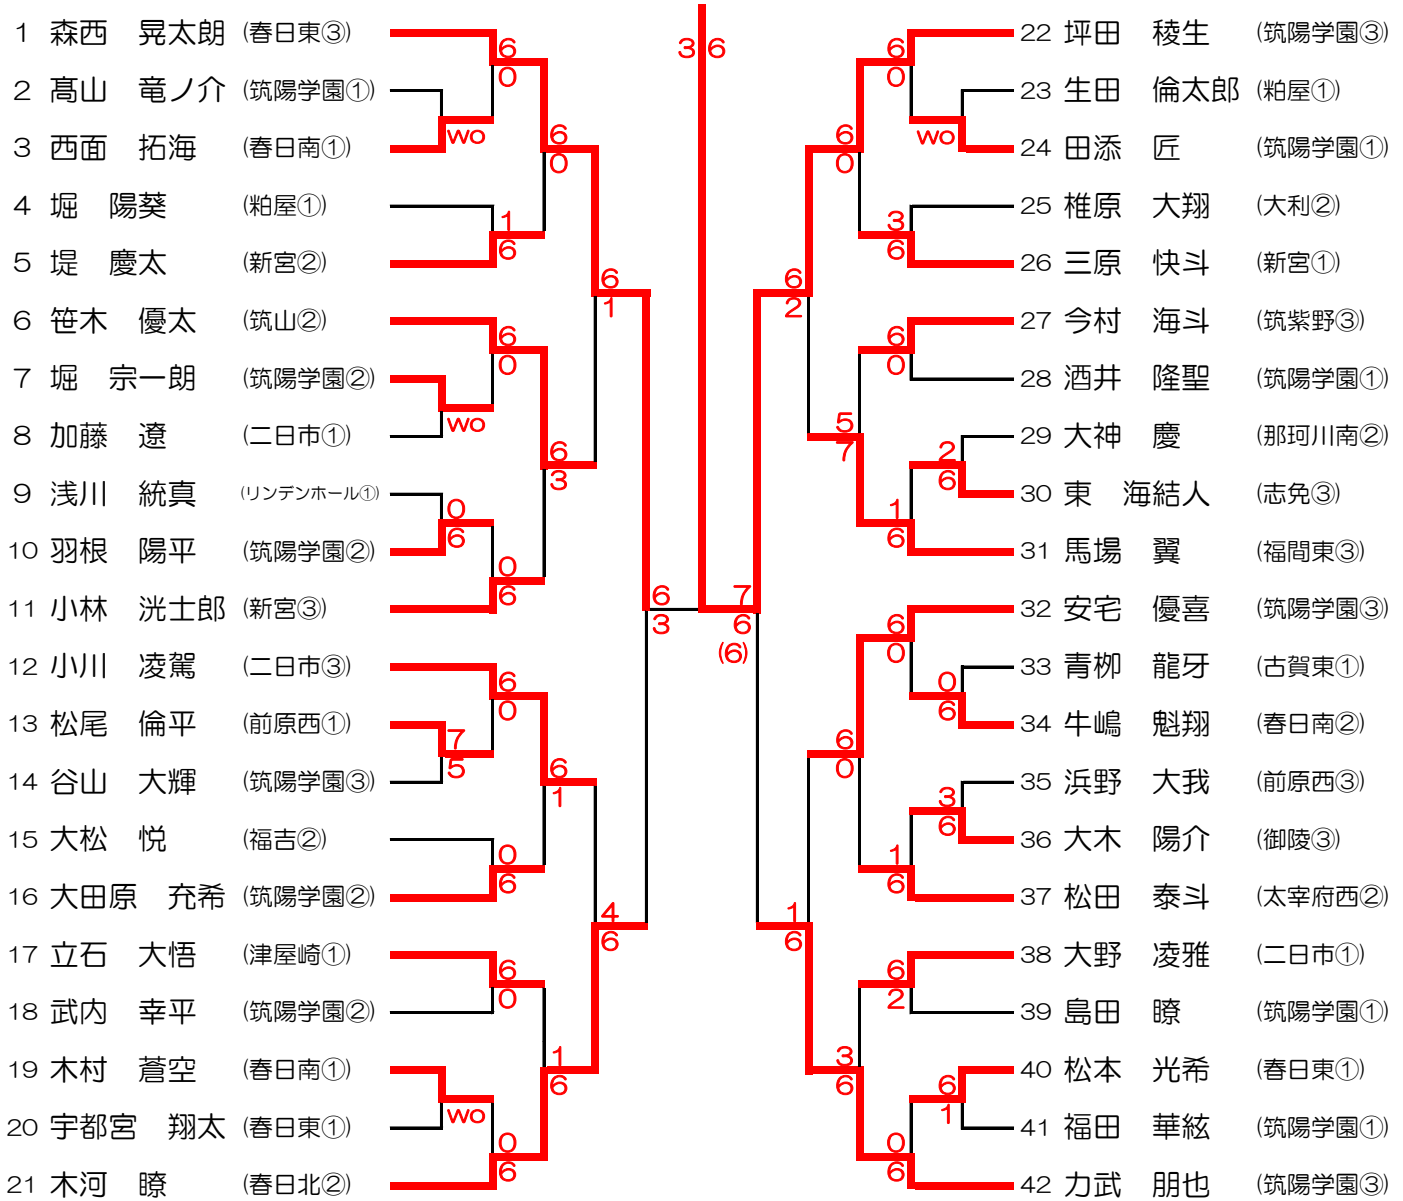 1 森西　晃太朗 (春日東③)
2 髙山　竜ノ介 (筑陽学園①)
3 西面　拓海 (春日南①)
4 堀　陽葵 (粕屋①)
5 堤　慶太 (新宮②)
6 笹木　優太 (筑山②)
7 堀　宗一朗 (筑陽学園②)
8 加藤　遼 (二日市①)
9 浅川　統真 (リンデンホール①)
10 羽根　陽平 (筑陽学園②)
11 小林　洸士郎 (新宮③)
12 小川　凌駕 (二日市③)
13 松尾　倫平 (前原西①)
14 谷山　大輝 (筑陽学園③)
15 大松　悦 (福吉②)
16 大田原　充希 (筑陽学園②)
17 立石　大悟 (津屋崎①)
18 武内　幸平 (筑陽学園②)
19 木村　蒼空 (春日南①)
20 宇都宮　翔太 (春日東①)
21 木河　瞭 (春日北②)
wo
wo
0
6
7
5
wo
6
0
1
6
6
0
0
6
6
0
0
6
6
0
0
6
6
0
6
3
6
1
1
6
6
1
4
6
6
3
3 6
7
6
(6)
6
2
1
6
6
0
5
7
6
0
3
6
6
0
3
6
6
0
1
6
6
0
1
6
6
2
0
6
wo
2
6
0
6
3
6
6
1
22 坪田　稜生 (筑陽学園③)
23 生田　倫太郎 (粕屋①)
24 田添　匠 (筑陽学園①)
25 椎原　大翔 (大利②)
26 三原　快斗 (新宮①)
27 今村　海斗 (筑紫野③)
28 酒井　隆聖 (筑陽学園①)
29 大神　慶 (那珂川南②)
30 東　海結人 (志免③)
31 馬場　翼 (福間東③)
32 安宅　優喜 (筑陽学園③)
33 青栁　龍牙 (古賀東①)
34 牛嶋　魁翔 (春日南②)
35 浜野　大我 (前原西③)
36 大木　陽介 (御陵③)
37 松田　泰斗 (太宰府西②)
38 大野　凌雅 (二日市①)
39 島田　瞭 (筑陽学園①)
40 松本　光希 (春日東①)
41 福田　華絃 (筑陽学園①)
42 力武　朋也 (筑陽学園③)